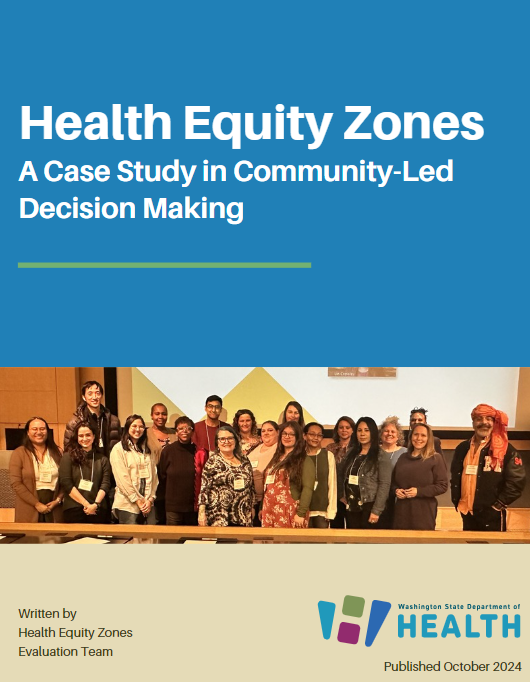 Health Equity Zones
A Case Study in Community-Led
Decision Making
Written by
Health Equity Zones
Evaluation Team
Washington State Department of
HEALTH
Published October 2024